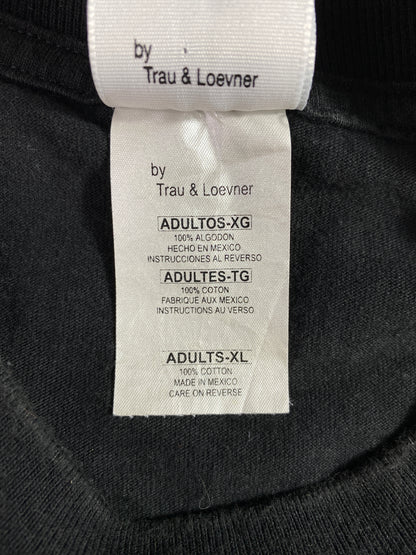 by
Trau & Loevner
by
Trau & Loevner
ADULTOS-XG
100% ALGODON
HECHO EN MEXICO
INSTRUCCIONES AL REVERSO
ADULTES-TG
100% COTON
FABRIQUÉ AUX MEXICO
INSTRUCTIONS AU VERSO
ADULTS-XL
100% COTTON
MADE IN MEXICO
CARE ON REVERSE